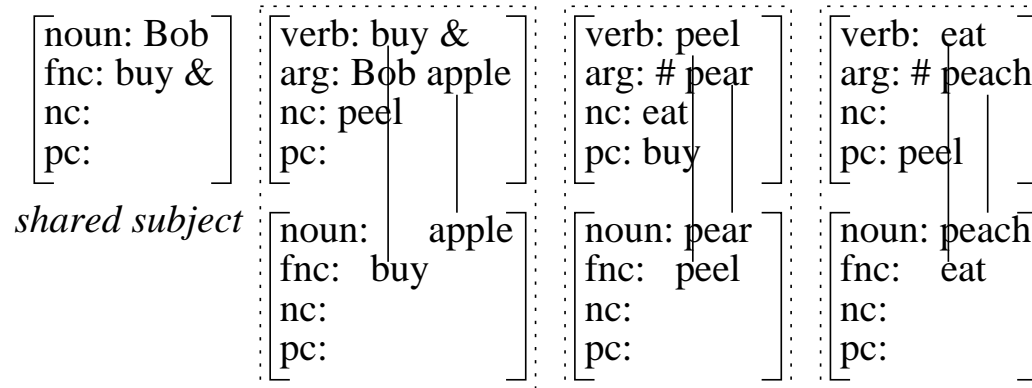 noun: Bob
fnc: buy &
nc:
pc:
shared subject
verb: buy &
arg: Bob apple
nc: peel
pc:
noun: apple
fnc: buy
nc:
pc:
verb: peel
arg: # pear
nc: eat
pc: buy
noun: pear
fnc: peel
nc:
pc:
verb: eat
arg: # peach
nc:
pc: peel
noun: peach
fnc: eat
nc:
pc: